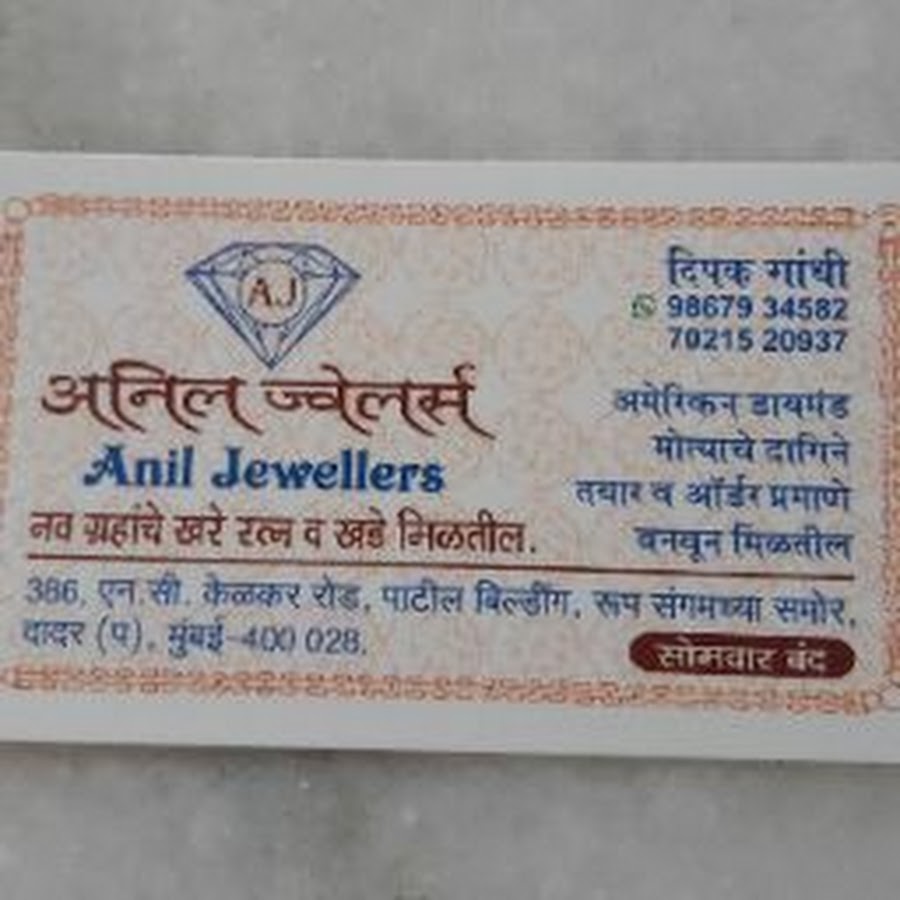 AJ
अनिल ज्वेलर्स
Anil Jewellers
नव ग्रहांचे खरे रत्न व खडे मिळतील.
दिपक गांधी
98679 34582
70215 20937
अमेरिकन डायमंड
मोत्याचे दागिने
तयार व ऑर्डर प्रमाणे
बनवून मिळतील
386, एन.सी. केळकर रोड, पाटील बिल्डींग, रूप संगमच्या समोर,
दादर (प), मुंबई-400 028.
सोमवार बंद